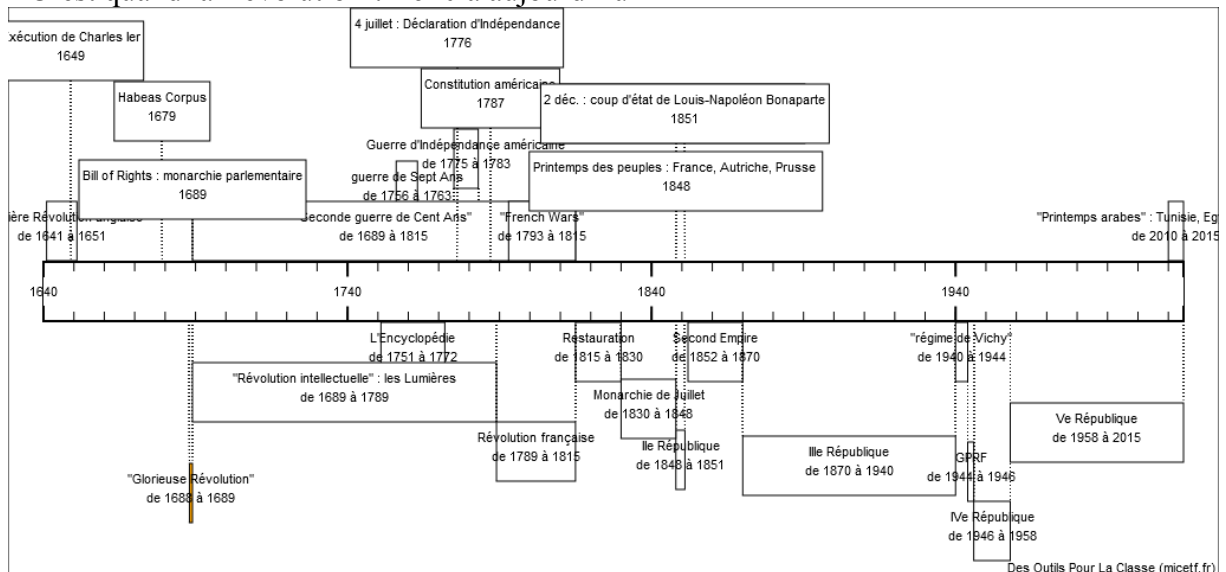 xécution de Charles Ier
1649
4 juillet : Déclaration d'Indépendance
1776
Habeas Corpus
1679
Constitution américaine
1787
2 déc. : coup d'état de Louis-Napoléon Bonaparte
1851
Guerre d'Indépendance américaine
de 1775 à 1783
Bill of Rights : monarchie parlementaire
1689
guerre de Sept Ans
de 1756 à 1763
Printemps des peuples : France, Autriche, Prusse
1848
ière Révolution anglaise
de 1641 à 1651
Seconde guerre de Cent Ans"
de 1689 à 1815
"French Wars"
de 1793 à 1815
"Printemps arabes" : Tunisie, Eg
de 2010 à 2015
1640
1740
1840
1940
L'Encyclopédie
de 1751 à 1772
Restauration
de 1815 à 1830
Second Empire
de 1852 à 1870
"régime de Vichy"
de 1940 à 1944
"Révolution intellectuelle" : les Lumières
de 1689 à 1789
Monarchie de Juillet
de 1830 à 1848
Ve République
de 1958 à 2015
Révolution française
de 1789 à 1815
IIe République
de 1848 à 1851
IIIe République
de 1870 à 1940
GPRF
de 1944 à 1946
"Glorieuse Révolution"
de 1688 à 1689
IVe République
de 1946 à 1958
Des Outils Pour La Classe (micetf.fr)